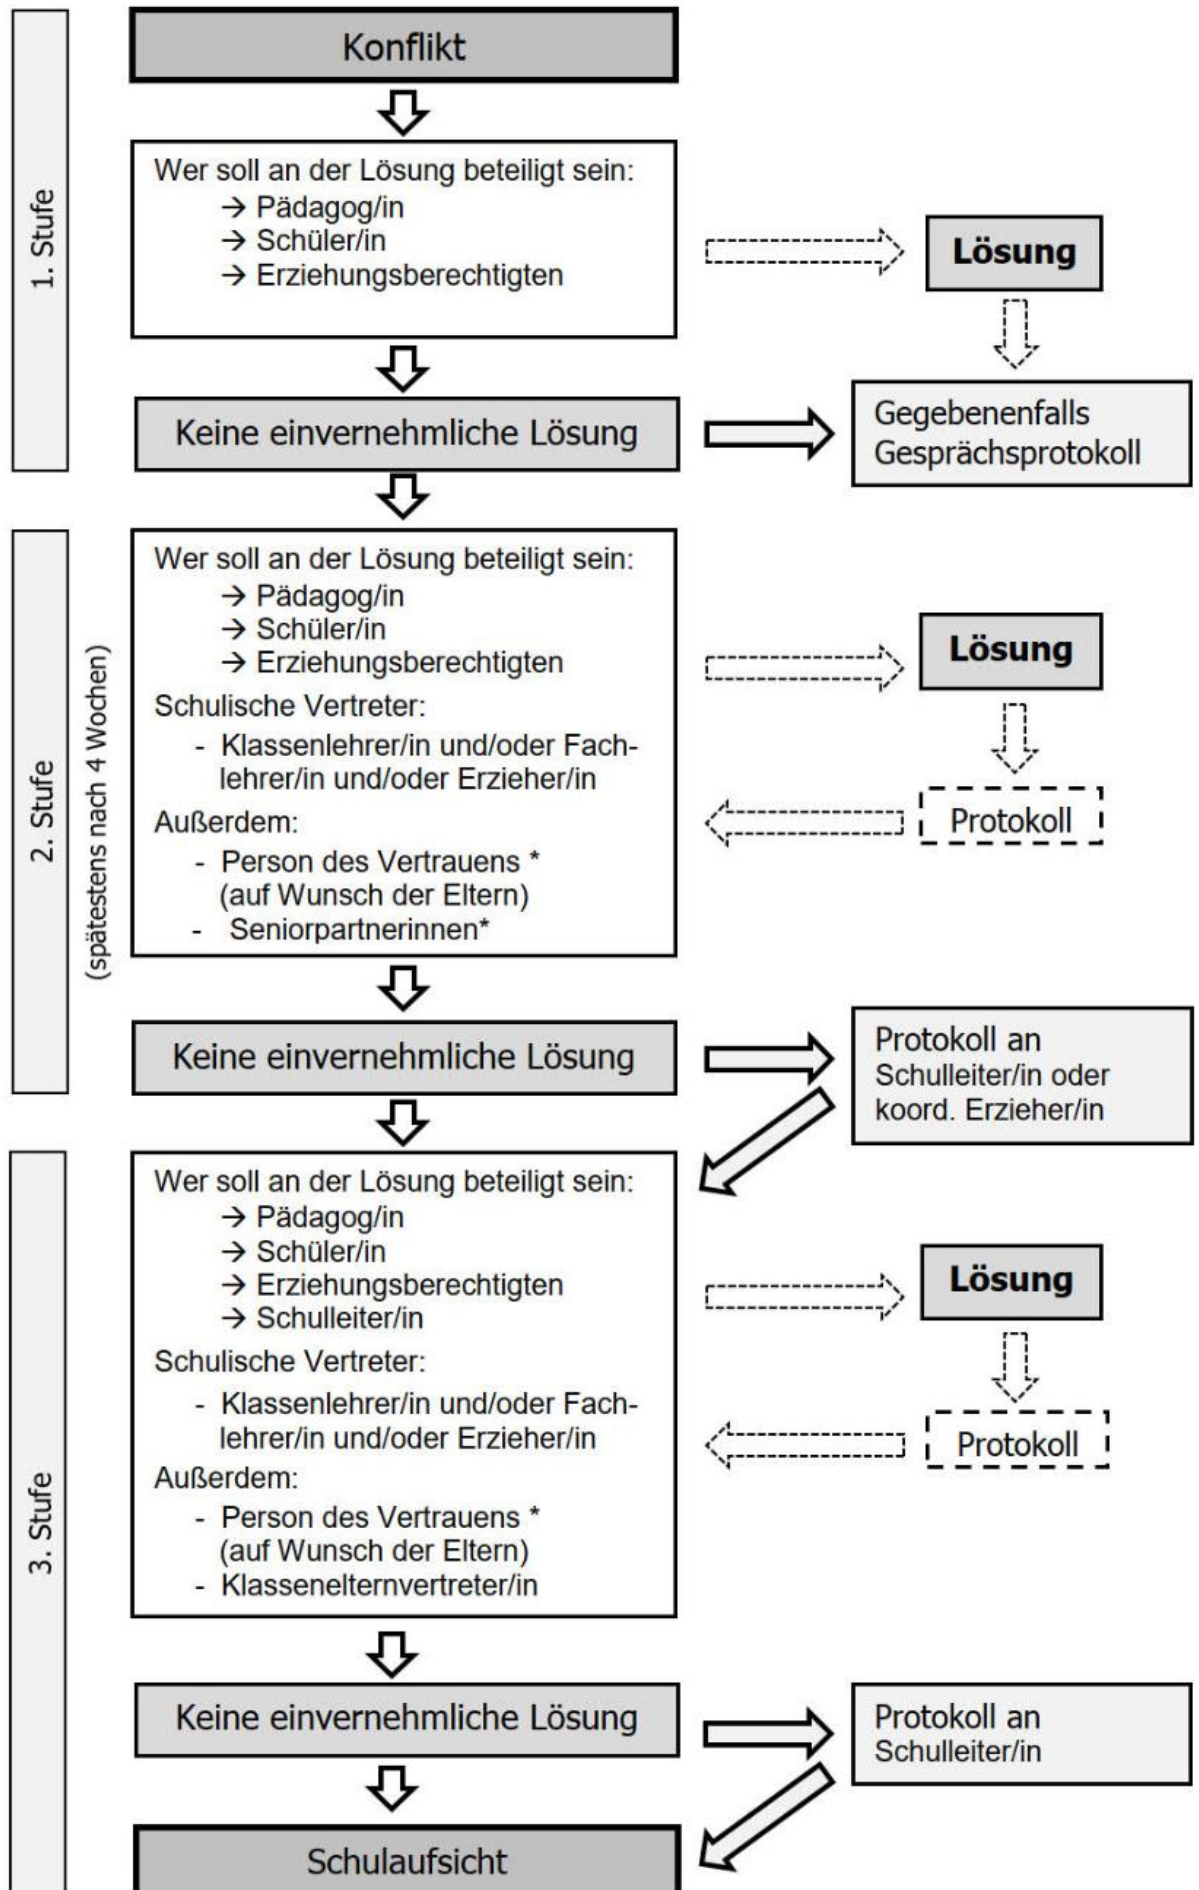 Konflikt
1. Stufe
Wer soll an der Lösung beteiligt sein:
→ Pädagog/in
→ Schüler/in
→ Erziehungsberechtigten
Lösung
Keine einvernehmliche Lösung
Gegebenenfalls
Gesprächsprotokoll
2. Stufe
(spätestens nach 4 Wochen)
Wer soll an der Lösung beteiligt sein:
→ Pädagog/in
→ Schüler/in
→ Erziehungsberechtigten
Schulische Vertreter:
- Klassenlehrer/in und/oder Fach-
lehrer/in und/oder Erzieher/in
Außerdem:
- Person des Vertrauens *
(auf Wunsch der Eltern)
- Seniorpartnerinnen*
Lösung
Protokoll
Keine einvernehmliche Lösung
Protokoll an
Schulleiter/in oder
koord. Erzieher/in
3. Stufe
Wer soll an der Lösung beteiligt sein:
→ Pädagog/in
→ Schüler/in
→ Erziehungsberechtigten
→ Schulleiter/in
Schulische Vertreter:
- Klassenlehrer/in und/oder Fach-
lehrer/in und/oder Erzieher/in
Außerdem:
- Person des Vertrauens *
(auf Wunsch der Eltern)
- Klassenelternvertreter/in
Lösung
Protokoll
Keine einvernehmliche Lösung
Protokoll an
Schulleiter/in
Schulaufsicht